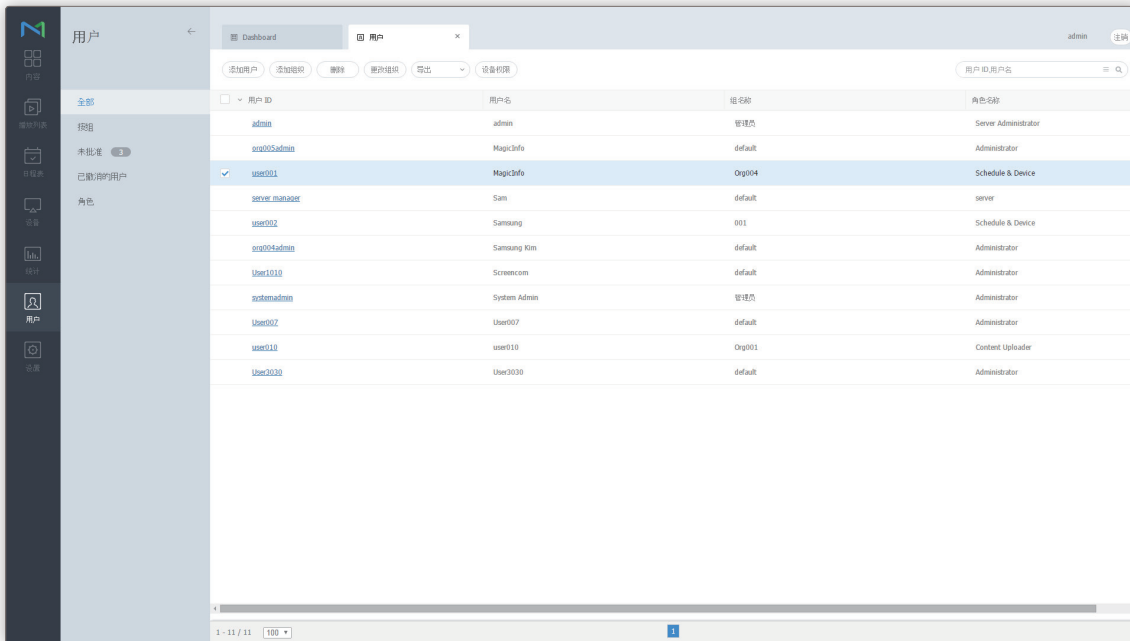 用户
Dashboard
用户
admin
注销
内容
添加用户
添加组织
删除
更改组织
导出
设备权限
用户 ID,用户名
播放列表
日程表
设备
统计
用户
设置
全部
按组
未批准 3
已撤消的用户
角色
用户 ID 用户名 组名称 角色名称
admin admin 管理员 Server Administrator
org005admin MagicInfo default Administrator
user001 MagicInfo Org004 Schedule & Device
server manager Sam default server
user002 Samsung 001 Schedule & Device
org004admin Samsung Kim default Administrator
User1010 Screencom default Administrator
systemadmin System Admin 管理员 Administrator
User007 User007 default Administrator
user010 user010 Org001 Content Uploader
User3030 User3030 default Administrator
1 - 11 / 11 100 1